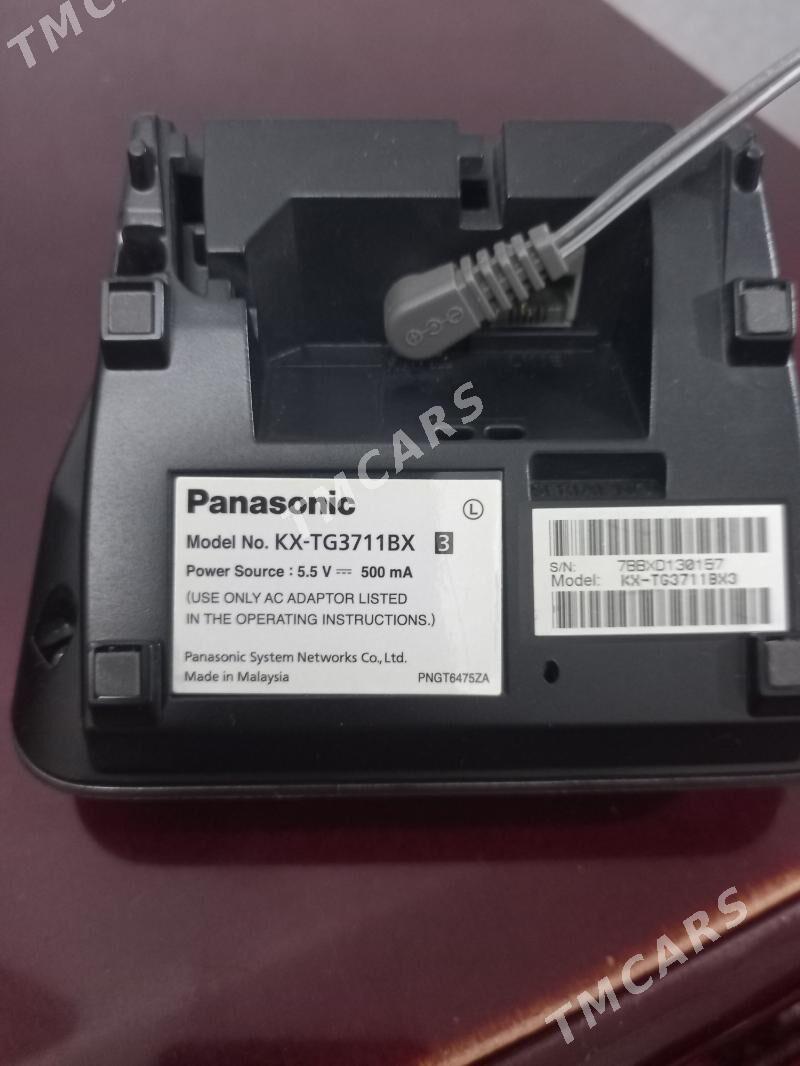 TMCARS
TMCARS
Panasonic
L
Model No. KX-TG3711BX 3
Power Source : 5.5 V ⎓ 500 mA
(USE ONLY AC ADAPTOR LISTED
IN THE OPERATING INSTRUCTIONS.)
Panasonic System Networks Co., Ltd.
Made in Malaysia
PNGT6475ZA
S/N: 7BBXD130157
Model: KX-TG3711BX3
TMCARS